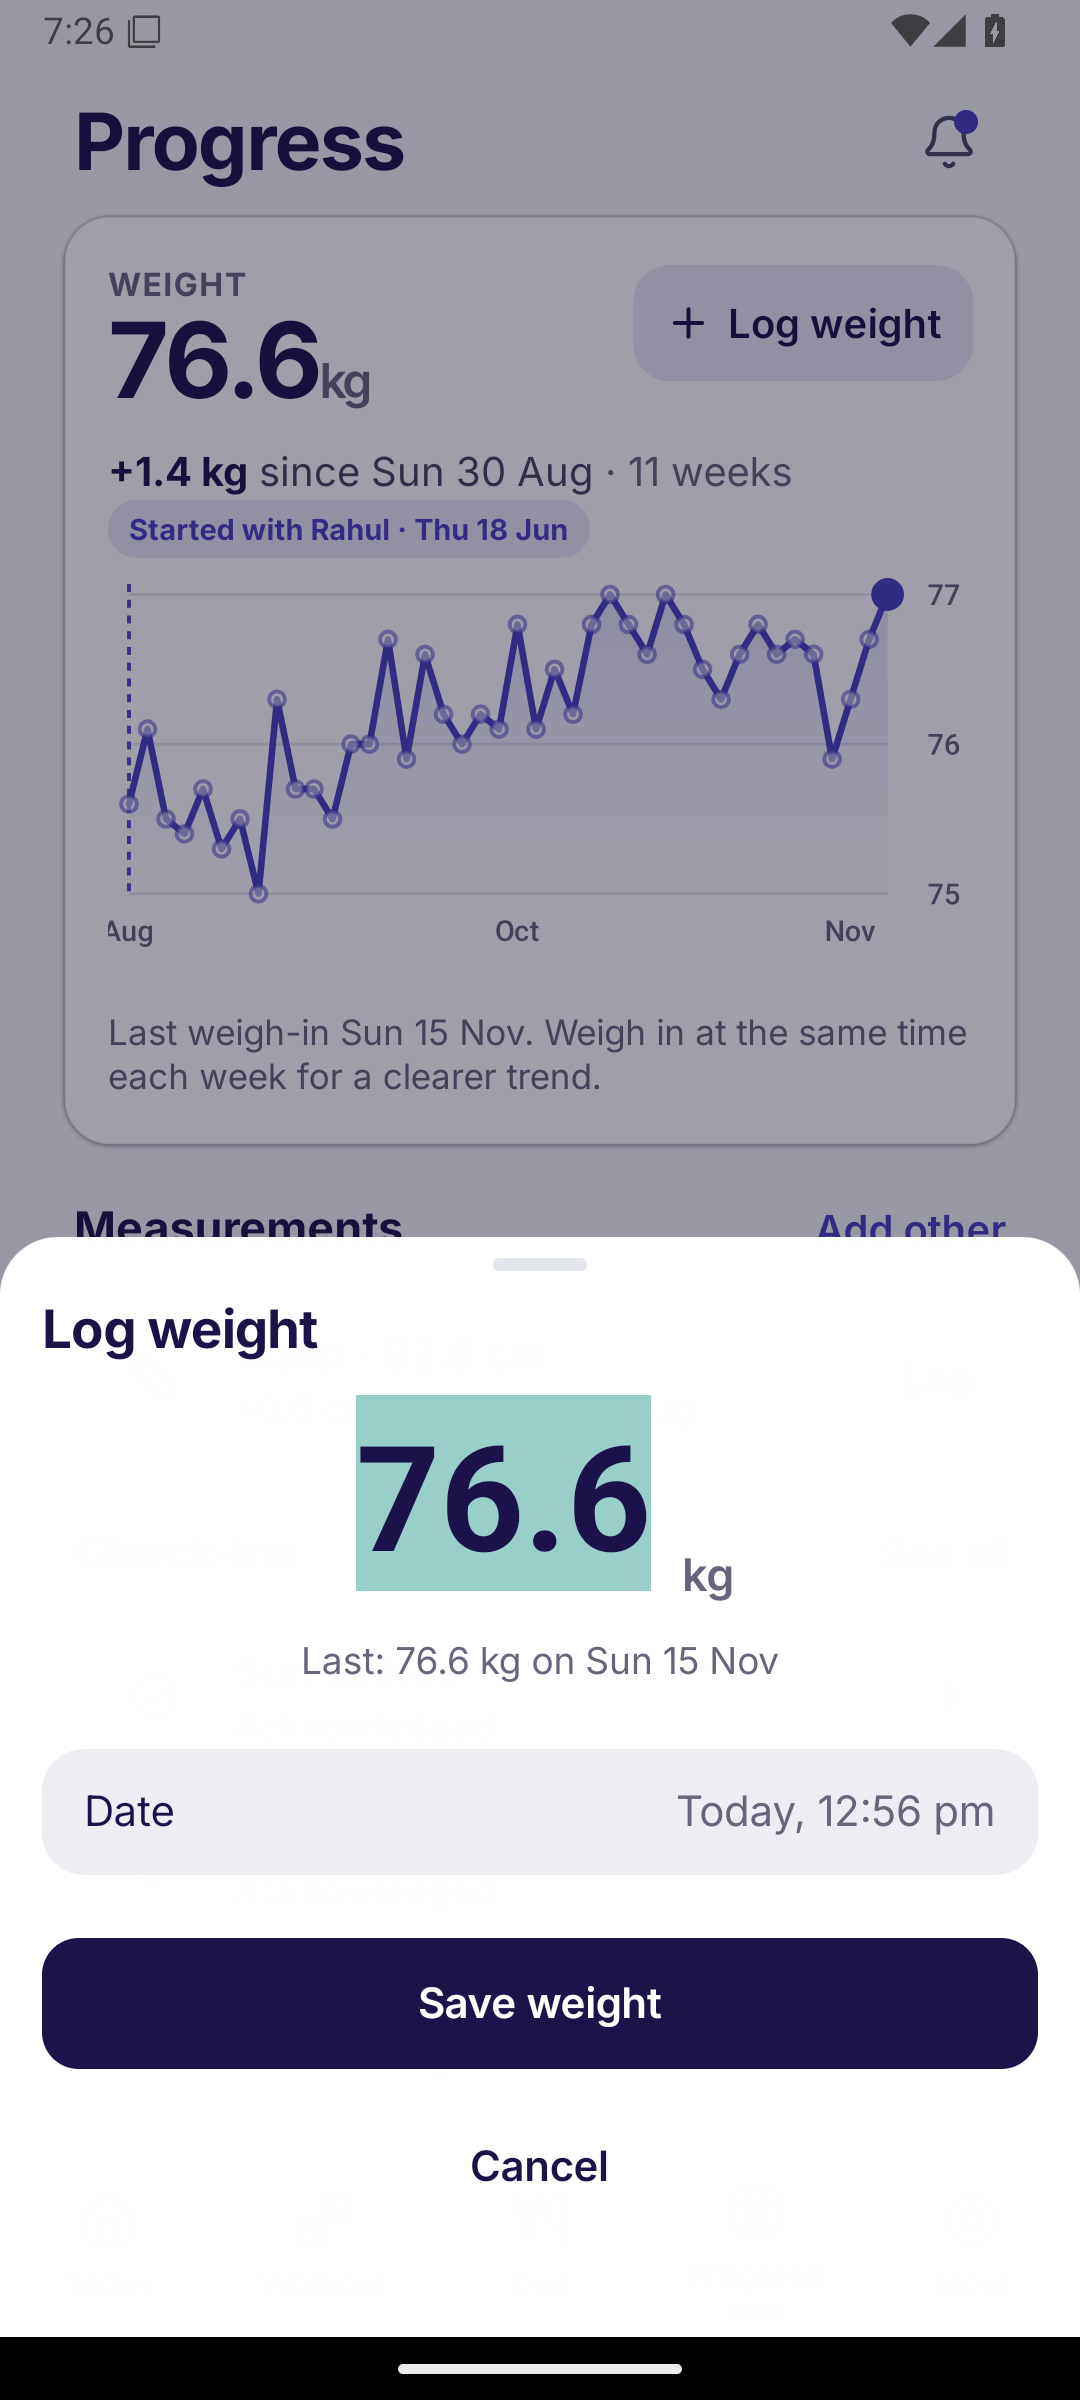 7:26
Progress
WEIGHT
+ Log weight
76.6kg
+1.4 kg since Sun 30 Aug · 11 weeks
Started with Rahul · Thu 18 Jun
77
76
75
Aug Oct Nov
Last weigh-in Sun 15 Nov. Weigh in at the same time
each week for a clearer trend.
Measurements Add other
Log weight
76.6 kg
Last: 76.6 kg on Sun 15 Nov
Date Today, 12:56 pm
Save weight
Cancel